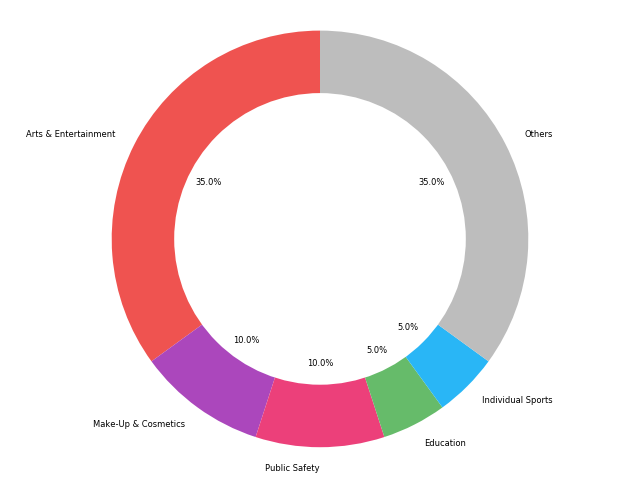 Arts & Entertainment
Others
35.0%
35.0%
5.0%
10.0%
5.0%
10.0%
Individual Sports
Make-Up & Cosmetics
Education
Public Safety